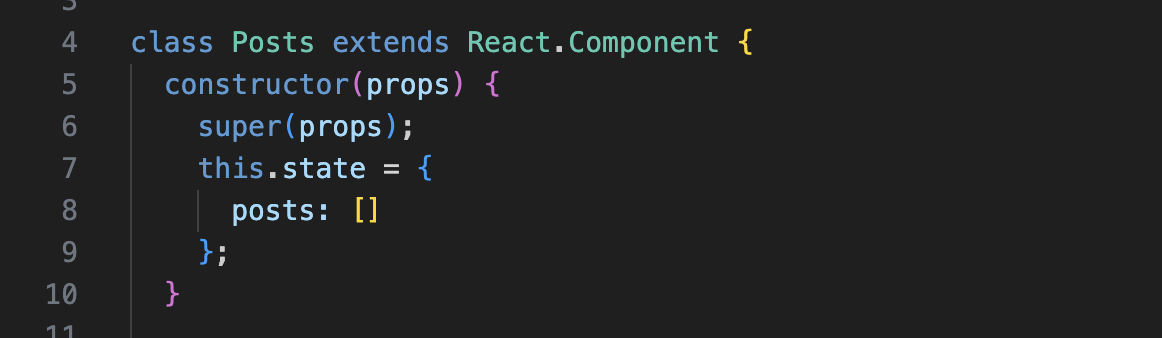 3
4 class Posts extends React.Component {
5 constructor(props) {
6 super(props);
7 this.state = {
8 posts: []
9 };
10 }
11